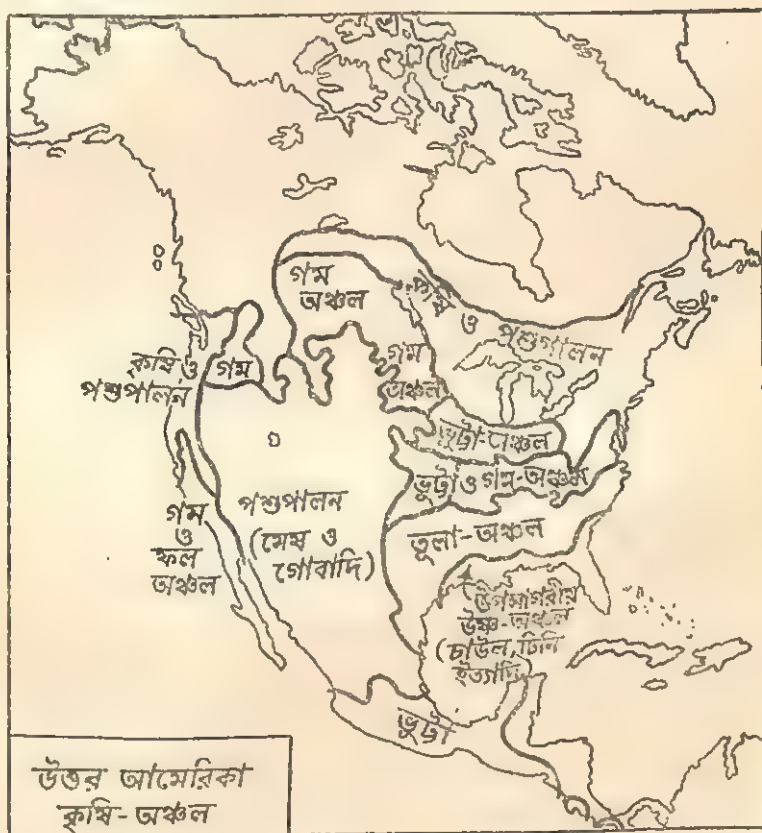 গম
অঞ্চল
কৃষি ও পশুপালন
গম
অঞ্চল
কৃষি ও
পশুপালন
গম
ভুট্টা-অঞ্চল
ভুট্টা ও গম-অঞ্চল
তুলা-অঞ্চল
পশুপালন
(মেষ ও
গোবাদি)
গম
ও
ফল
অঞ্চল
উপসাগরীয়
উষ্ণ-অঞ্চল
(চাউল, চিনি
ইত্যাদি)
ভুট্টা
উত্তর আমেরিকা
কৃষি-অঞ্চল